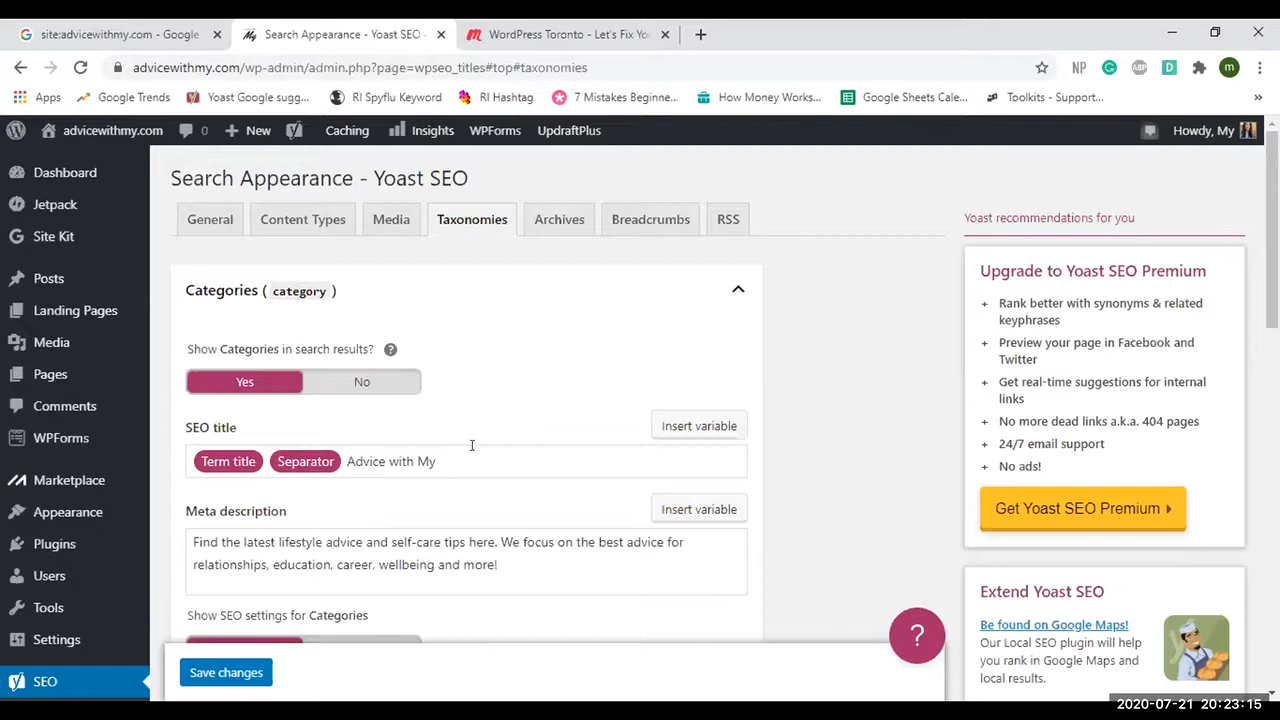 site:advicewithmy.com - Google
Search Appearance - Yoast SEO -
WordPress Toronto - Let's Fix Yo
advicewithmy.com/wp-admin/admin.php?page=wpseo_titles#top#taxonomies
NP
ABP
D
m
Apps
Google Trends
Yoast Google sugg...
RI Spyflu Keyword
RI Hashtag
7 Mistakes Beginne...
How Money Works...
Google Sheets Cale...
Toolkits - Support...
advicewithmy.com
0
New
Caching
Insights
WPForms
UpdraftPlus
Howdy, My
Dashboard
Jetpack
Site Kit
Posts
Landing Pages
Media
Pages
Comments
WPForms
Marketplace
Appearance
Plugins
Users
Tools
Settings
SEO
Search Appearance - Yoast SEO
General
Content Types
Media
Taxonomies
Archives
Breadcrumbs
RSS
Categories ( category )
Show Categories in search results? ?
Yes
No
SEO title
Insert variable
Term title Separator Advice with My
Meta description
Insert variable
Find the latest lifestyle advice and self-care tips here. We focus on the best advice for
relationships, education, career, wellbeing and more!
Show SEO settings for Categories
Save changes
?
Yoast recommendations for you
Upgrade to Yoast SEO Premium
+ Rank better with synonyms & related
keyphrases
+ Preview your page in Facebook and
Twitter
+ Get real-time suggestions for internal
links
+ No more dead links a.k.a. 404 pages
+ 24/7 email support
+ No ads!
Get Yoast SEO Premium
Extend Yoast SEO
Be found on Google Maps!
Our Local SEO plugin will help
you rank in Google Maps and
local results.
2020-07-21 20:23:15